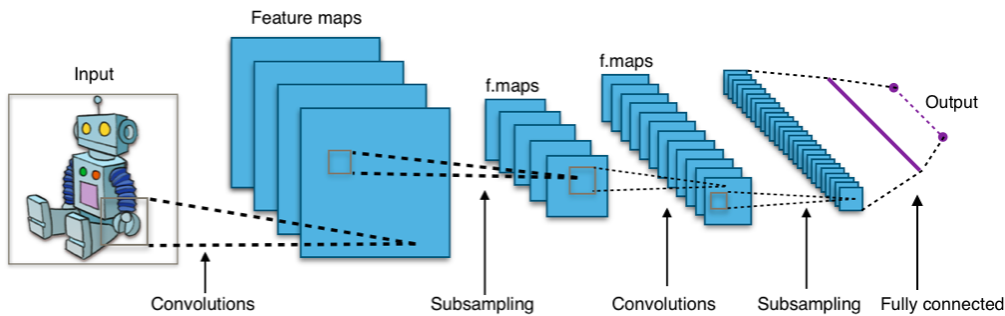 Feature maps
Input
f.maps
f.maps
Output
Convolutions
Subsampling
Convolutions
Subsampling
Fully connected